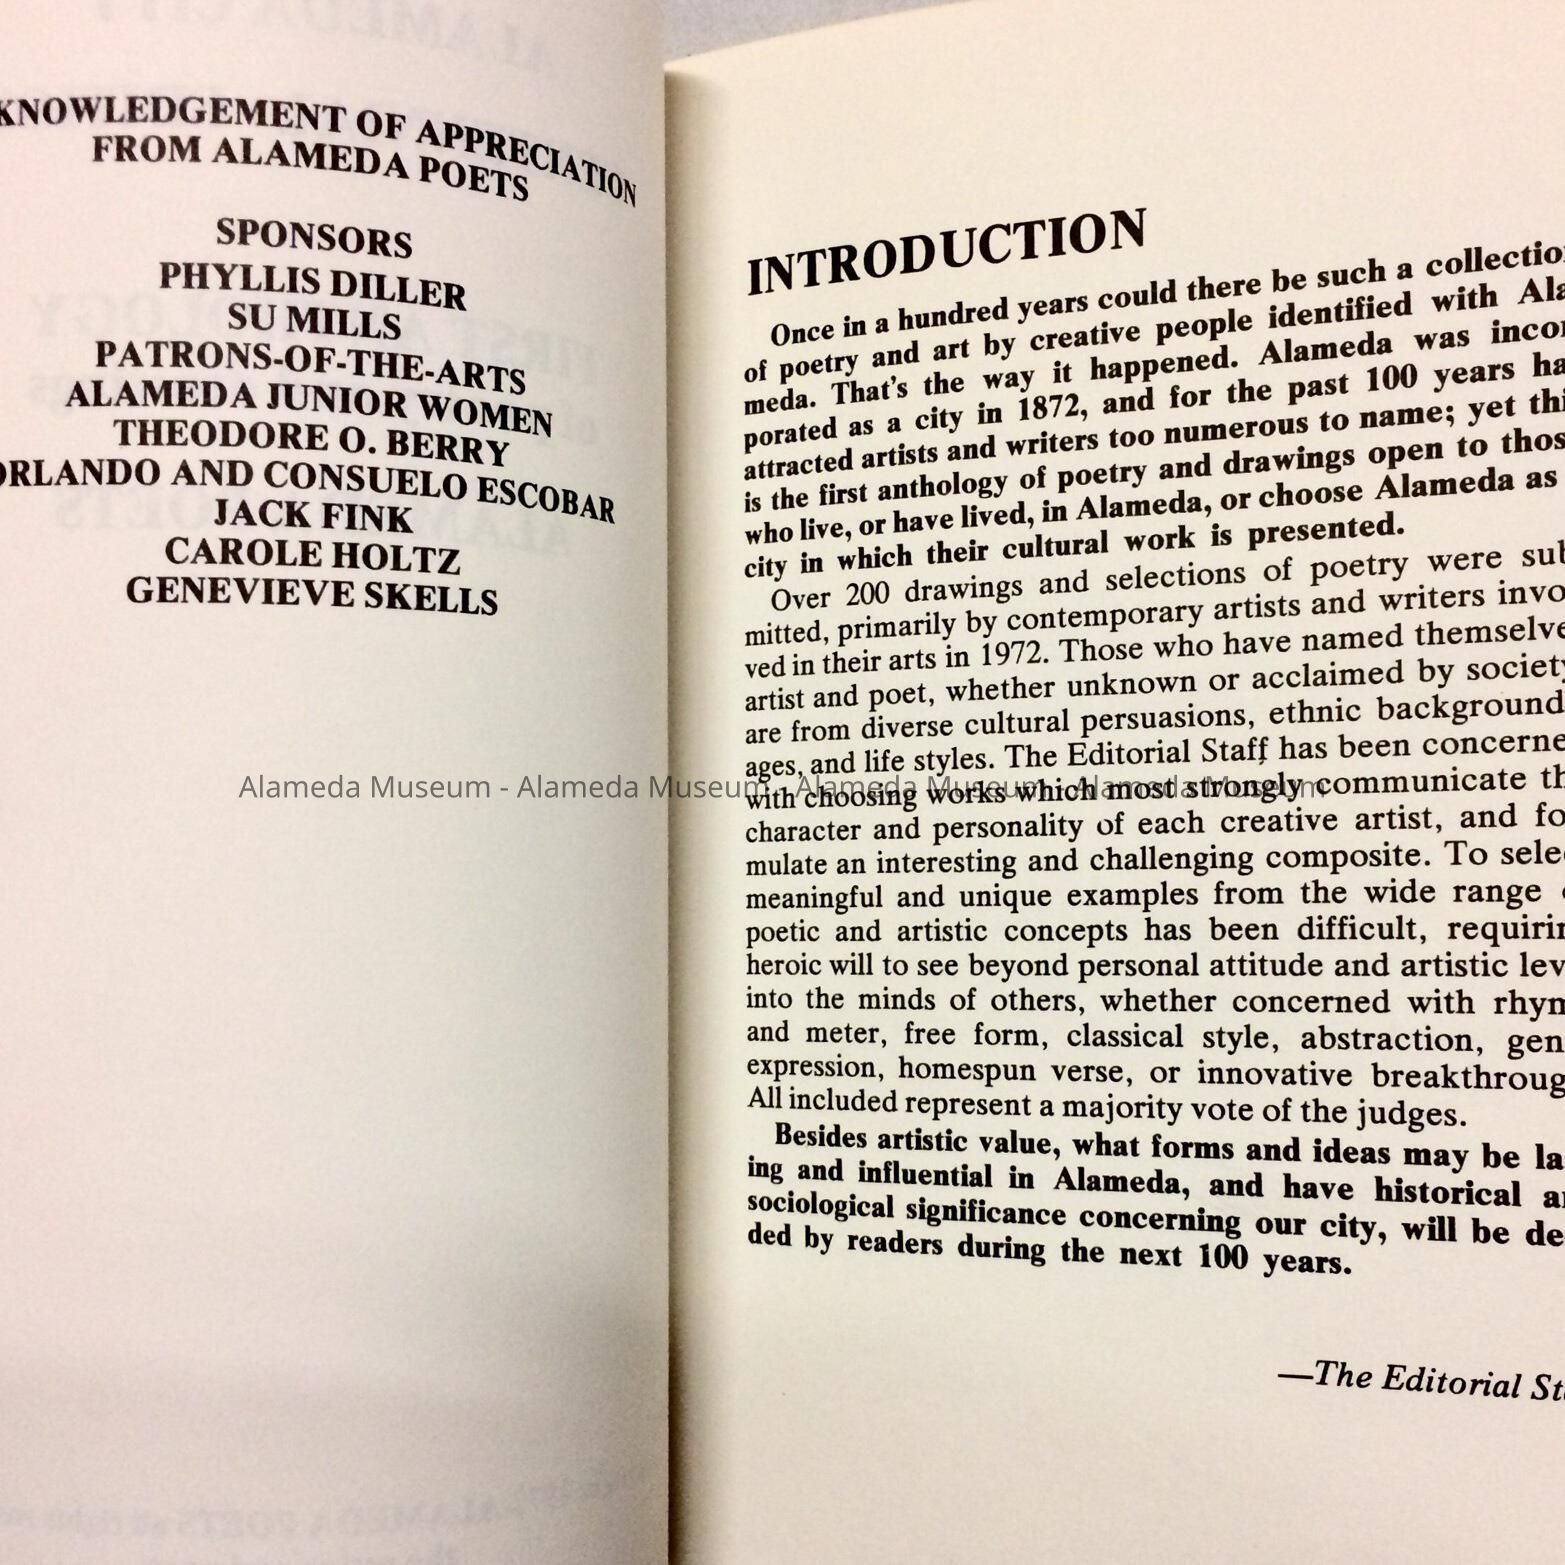 KNOWLEDGEMENT OF APPRECIATION
FROM ALAMEDA POETS
SPONSORS
PHYLLIS DILLER
SU MILLS
PATRONS-OF-THE-ARTS
ALAMEDA JUNIOR WOMEN
THEODORE O. BERRY
ORLANDO AND CONSUELO ESCOBAR
JACK FINK
CAROLE HOLTZ
GENEVIEVE SKELLS
INTRODUCTION
Once in a hundred years could there be such a collection
of poetry and art by creative people identified with Ala
meda. That's the way it happened. Alameda was incor
porated as a city in 1872, and for the past 100 years ha
attracted artists and writers too numerous to name; yet thi
is the first anthology of poetry and drawings open to thos
who live, or have lived, in Alameda, or choose Alameda as
city in which their cultural work is presented.
Over 200 drawings and selections of poetry were sub
mitted, primarily by contemporary artists and writers invo
ved in their arts in 1972. Those who have named themselve
artist and poet, whether unknown or acclaimed by society
are from diverse cultural persuasions, ethnic background
ages, and life styles. The Editorial Staff has been concerne
with choosing works which most strongly communicate th
character and personality of each creative artist, and fo
mulate an interesting and challenging composite. To sele
meaningful and unique examples from the wide range
poetic and artistic concepts has been difficult, requirin
heroic will to see beyond personal attitude and artistic lev
into the minds of others, whether concerned with rhym
and meter, free form, classical style, abstraction, gen
expression, homespun verse, or innovative breakthroug
All included represent a majority vote of the judges.
Besides artistic value, what forms and ideas may be la
ing and influential in Alameda, and have historical an
sociological significance concerning our city, will be de
ded by readers during the next 100 years.
—The Editorial St
Alameda Museum - Alameda Museum - Alameda Museum - Alameda Museum